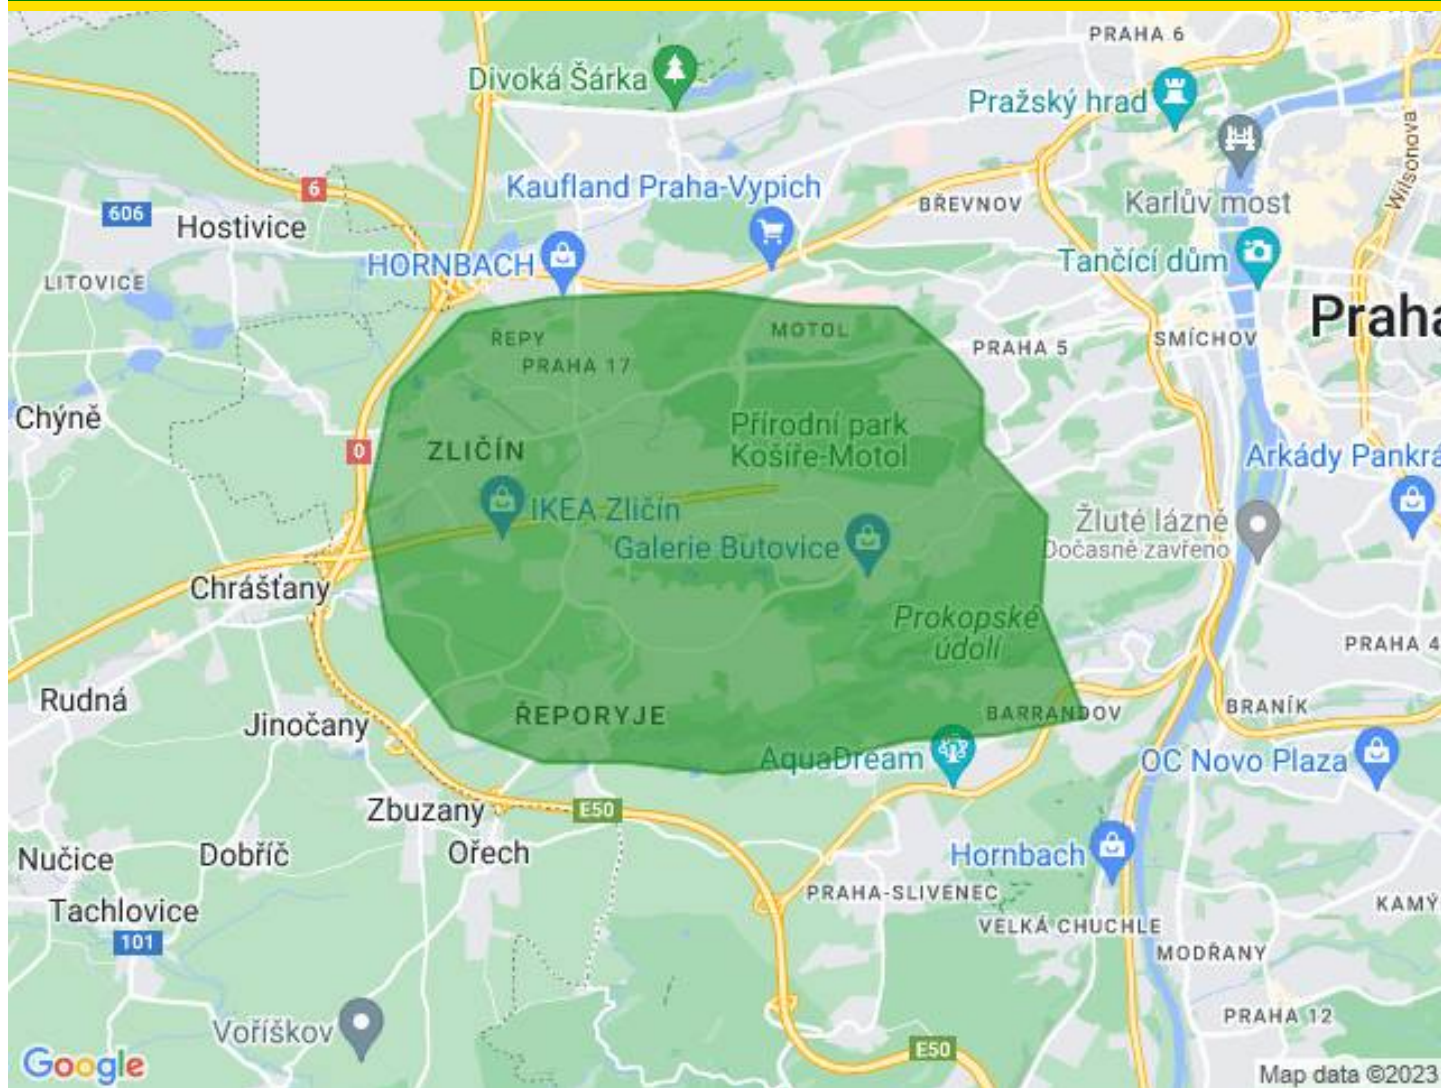 PRAHA 6
Divoká Šárka
Pražský hrad
Wilsonova
6
Kaufland Praha-Vypich
606
Hostivice
BŘEVNOV
Karlův most
HORNBACH
Tančící dům
LITOVICE
Praha
ŘEPY
MOTOL
SMÍCHOV
PRAHA 5
PRAHA 17
Chýně
Přírodní park
Košíře-Motol
0
ZLIČÍN
Arkády Pankrá
IKEA Zličín
Žluté lázně
Dočasně zavřeno
Galerie Butovice
Chrášťany
Prokopské
údolí
PRAHA 4
Rudná
Jinočany
ŘEPORYJE
BARRANDOV
BRANÍK
AquaDream
OC Novo Plaza
Zbuzany
E50
Nučice
Dobříč
Ořech
Hornbach
PRAHA-SLIVENEC
KAMÝ
Tachlovice
VELKÁ CHUCHLE
101
MODŘANY
PRAHA 12
Voříškov
E50
Google
Map data ©2023